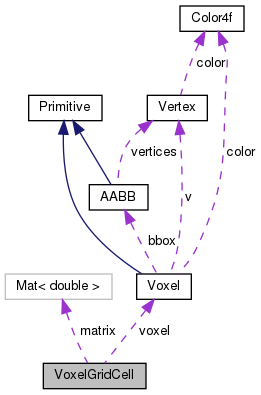 Color4f
color
Primitive
Vertex
vertices
color
AABB
v
bbox
Mat< double >
Voxel
matrix
voxel
VoxelGridCell